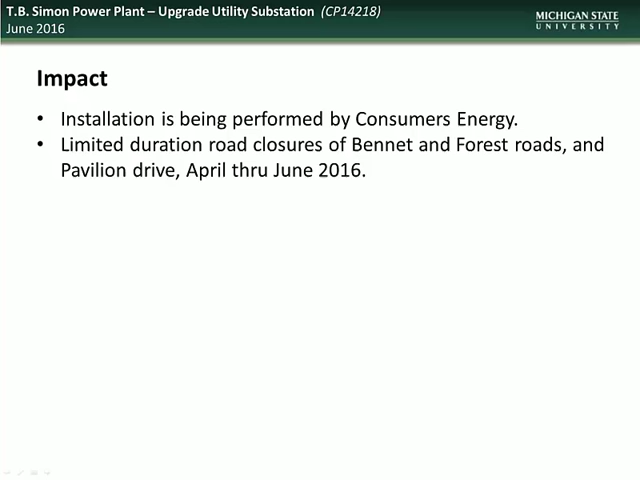 T.B. Simon Power Plant – Upgrade Utility Substation (CP14218)
June 2016
MICHIGAN STATE
UNIVERSITY
Impact
• Installation is being performed by Consumers Energy.
• Limited duration road closures of Bennet and Forest roads, and
Pavilion drive, April thru June 2016.